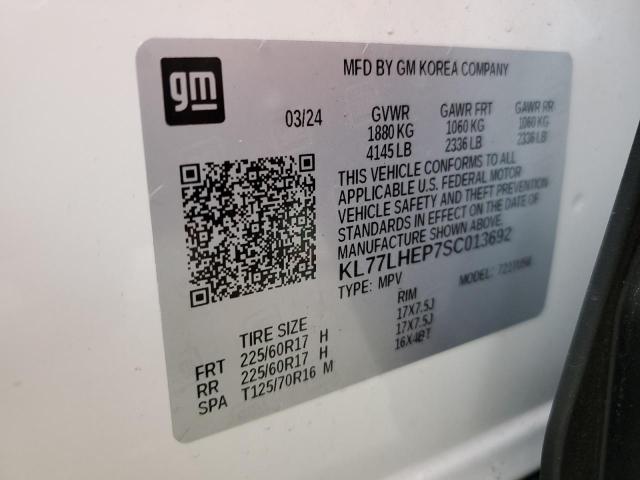 gm
MFD BY GM KOREA COMPANY
03/24
GVWR GAWR FRT GAWR RR
1880 KG 1060 KG 1060 KG
4145 LB 2336 LB 2336 LB
THIS VEHICLE CONFORMS TO ALL
APPLICABLE U.S. FEDERAL MOTOR
VEHICLE SAFETY AND THEFT PREVENTION
STANDARDS IN EFFECT ON THE DATE OF
MANUFACTURE SHOWN ABOVE.
KL77LHEP7SC013692
TYPE: MPV MODEL:
TIRE SIZE RIM
FRT 225/60R17 H 17X7.5J
RR 225/60R17 H 17X7.5J
SPA T125/70R16 M 16X4BT